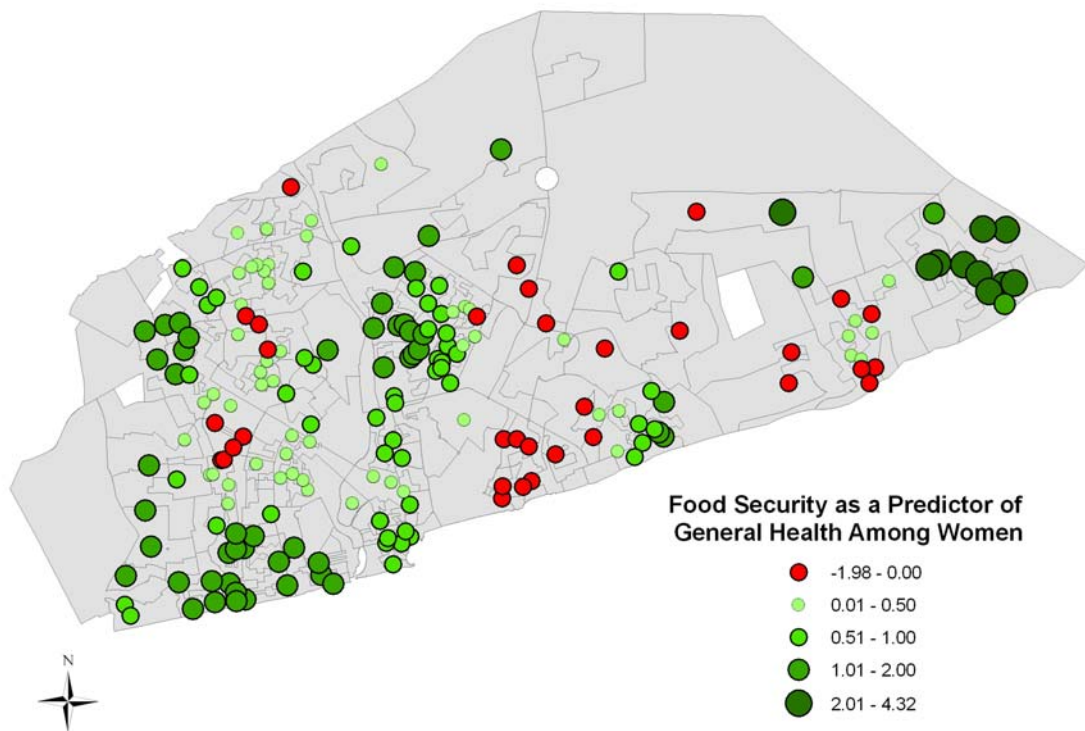 Food Security as a Predictor of
General Health Among Women
-1.98 - 0.00
0.01 - 0.50
0.51 - 1.00
1.01 - 2.00
2.01 - 4.32
N